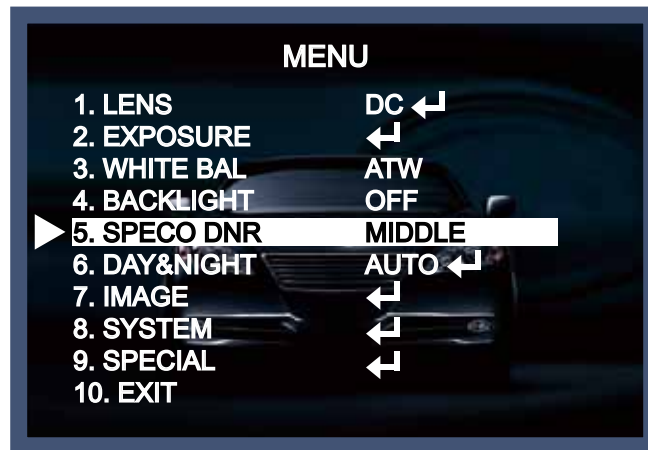 MENU
1. LENS DC ↵
2. EXPOSURE ↵
3. WHITE BAL ATW
4. BACKLIGHT OFF
5. SPECO DNR MIDDLE
6. DAY&NIGHT AUTO ↵
7. IMAGE ↵
8. SYSTEM ↵
9. SPECIAL ↵
10. EXIT